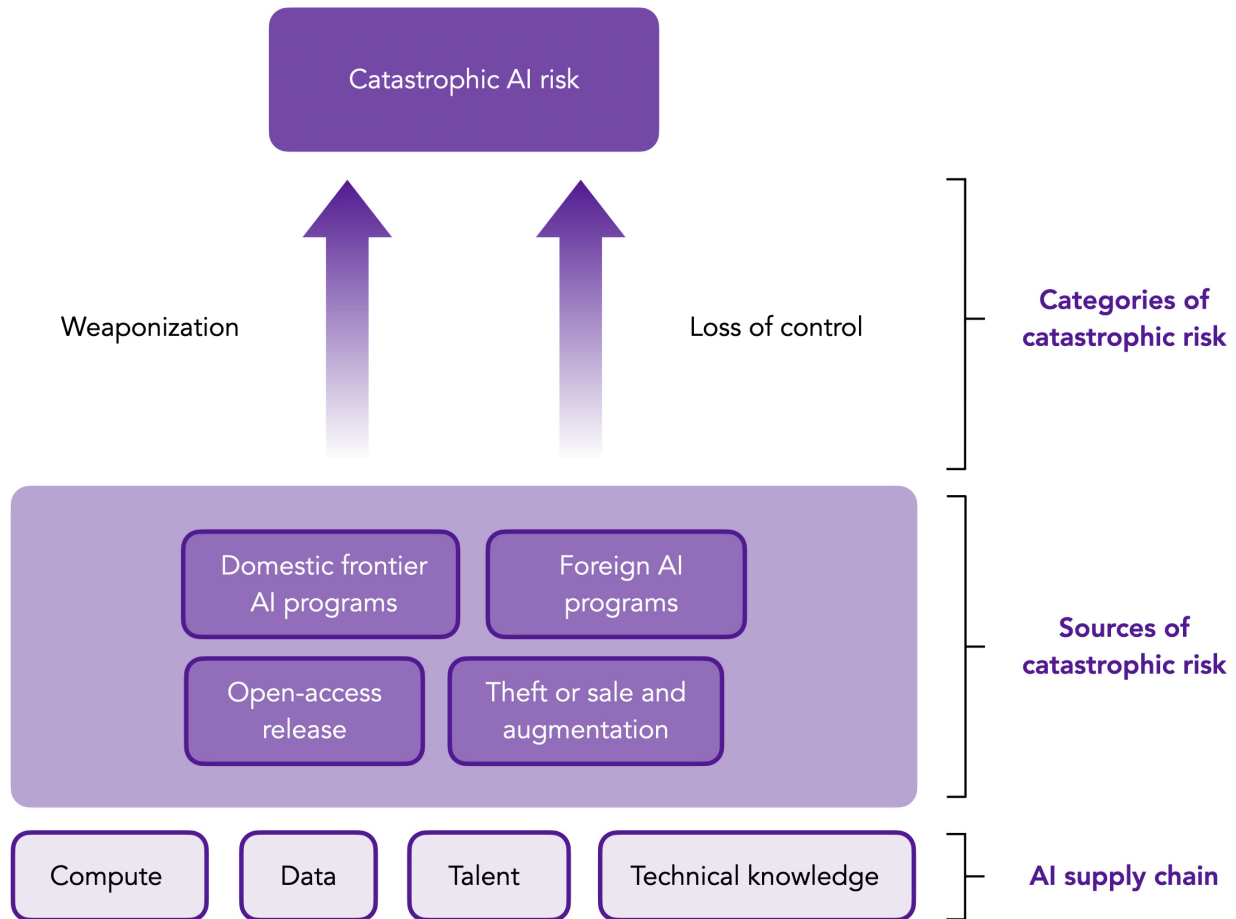 Catastrophic AI risk
Weaponization
Loss of control
Categories of
catastrophic risk
Domestic frontier
AI programs
Foreign AI
programs
Open-access
release
Theft or sale and
augmentation
Sources of
catastrophic risk
Compute
Data
Talent
Technical knowledge
AI supply chain